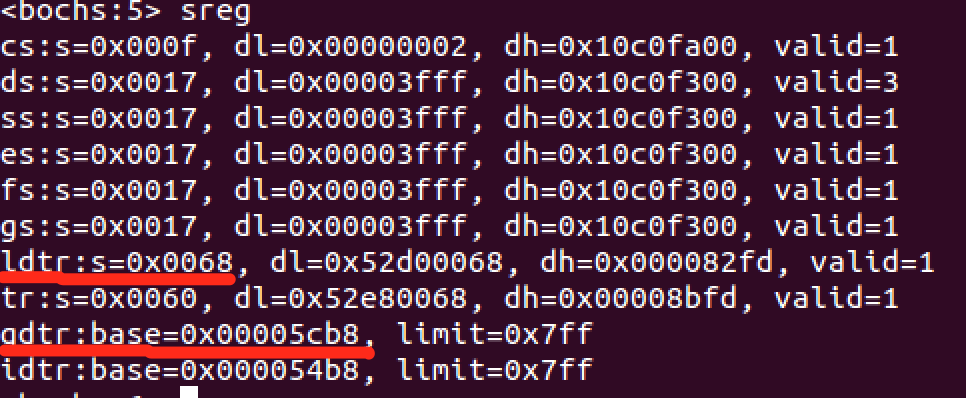 <bochs:5> sreg
cs:s=0x000f, dl=0x00000002, dh=0x10c0fa00, valid=1
ds:s=0x0017, dl=0x00003fff, dh=0x10c0f300, valid=3
ss:s=0x0017, dl=0x00003fff, dh=0x10c0f300, valid=1
es:s=0x0017, dl=0x00003fff, dh=0x10c0f300, valid=1
fs:s=0x0017, dl=0x00003fff, dh=0x10c0f300, valid=1
gs:s=0x0017, dl=0x00003fff, dh=0x10c0f300, valid=1
ldtr:s=0x0068, dl=0x52d00068, dh=0x000082fd, valid=1
tr:s=0x0060, dl=0x52e80068, dh=0x00008bfd, valid=1
gdtr:base=0x00005cb8, limit=0x7ff
idtr:base=0x000054b8, limit=0x7ff